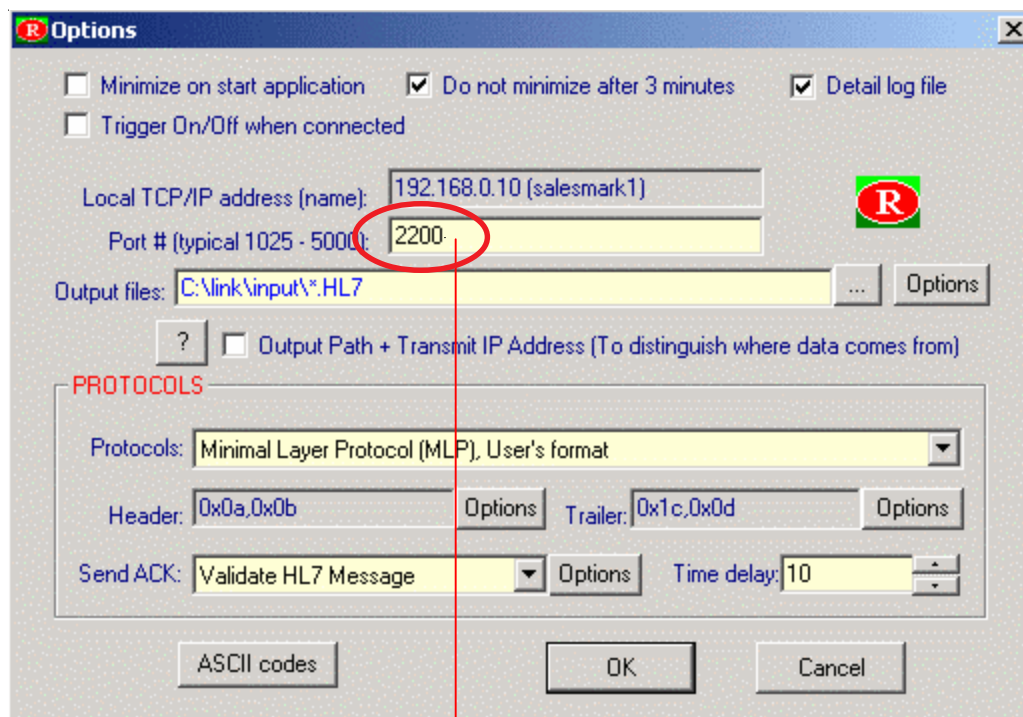 R Options
Minimize on start application Do not minimize after 3 minutes Detail log file
Trigger On/Off when connected
Local TCP/IP address (name): 192.168.0.10 (salesmark1)
R
Port # (typical 1025 - 5000): 2200
Output files: C:\link\input\*.HL7 ... Options
? Output Path + Transmit IP Address (To distinguish where data comes from)
PROTOCOLS
Protocols: Minimal Layer Protocol (MLP), User's format
Header: 0x0a,0x0b Options Trailer: 0x1c,0x0d Options
Send ACK: Validate HL7 Message Options Time delay: 10
ASCII codes OK Cancel